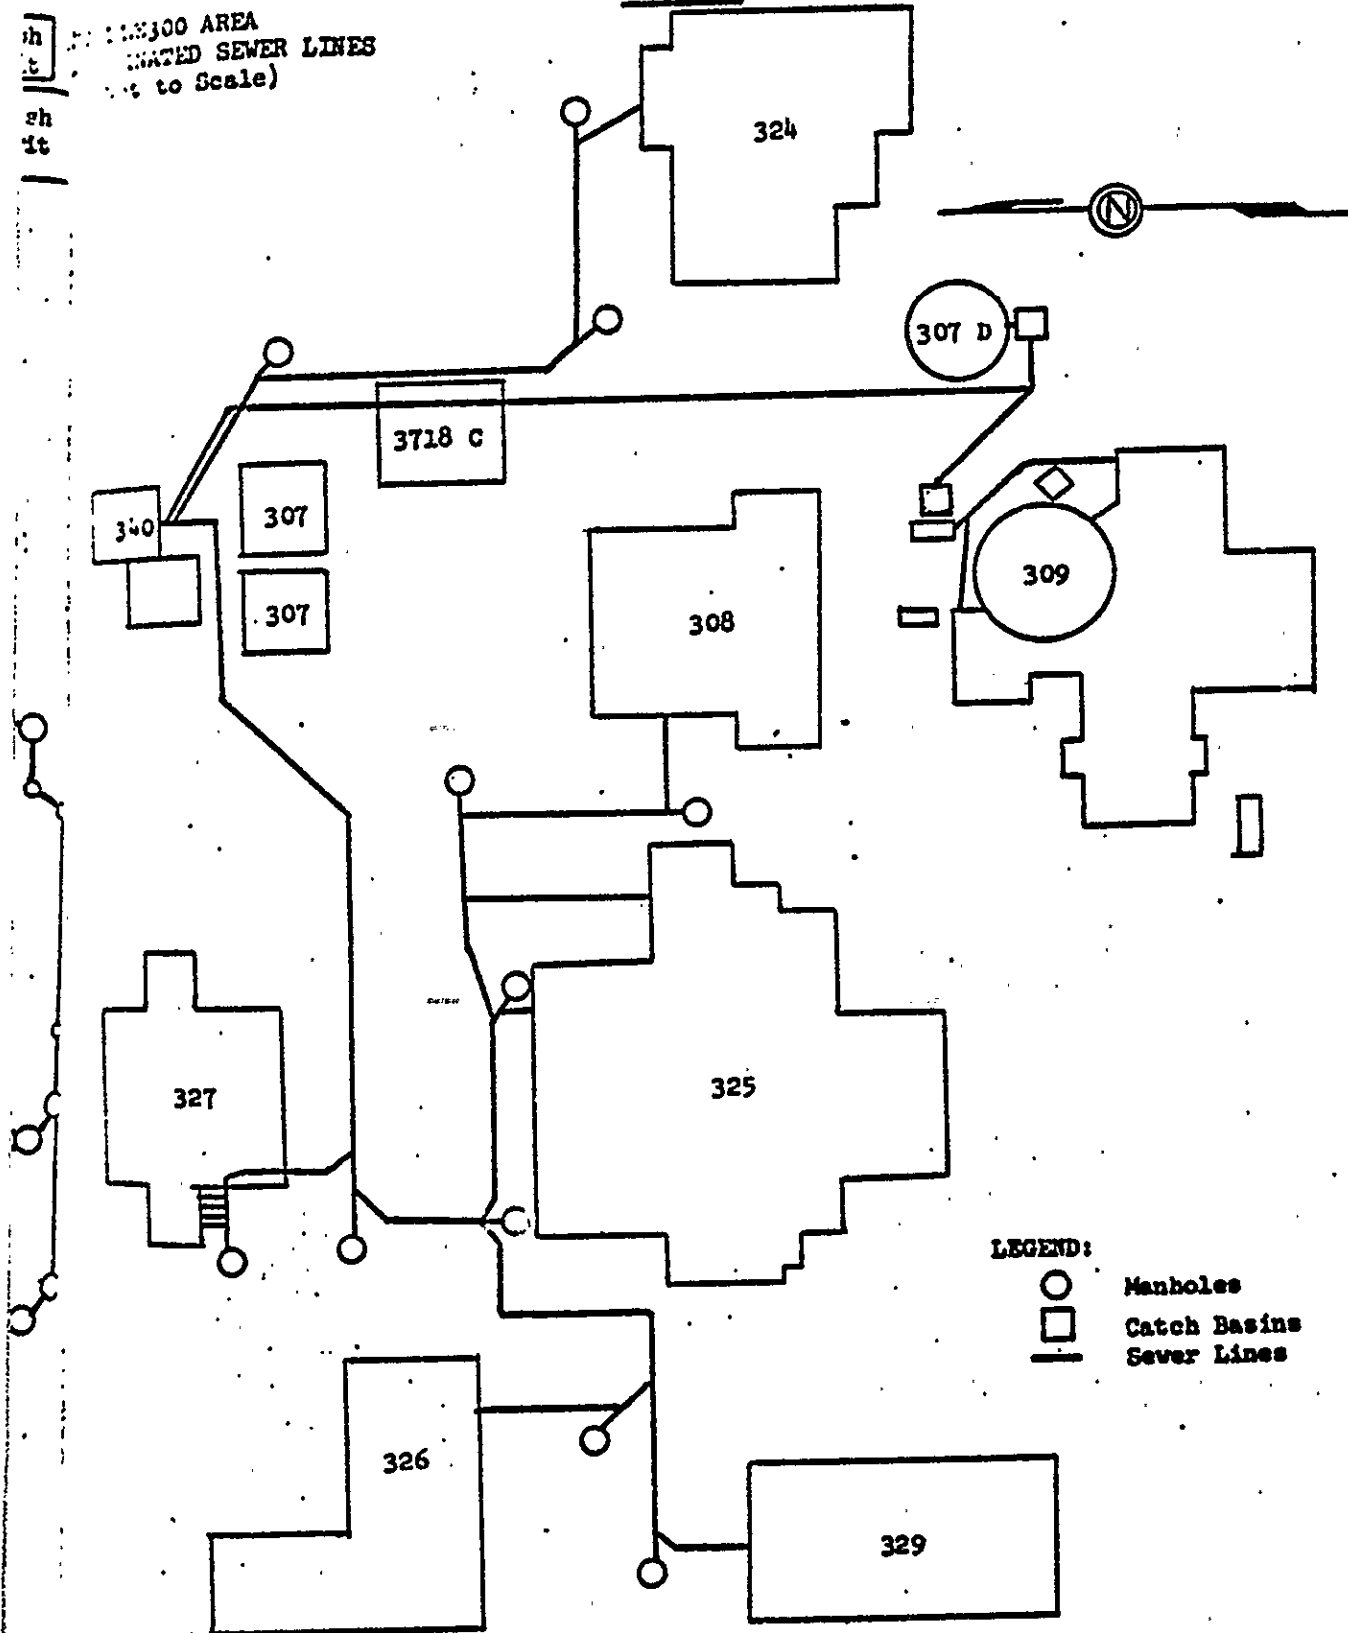 300 AREA
SEWER LINES
to Scale)
324
N
307 D
3718 C
340
307
307
308
309
327
325
326
329
LEGEND:
Manholes
Catch Basins
Sewer Lines